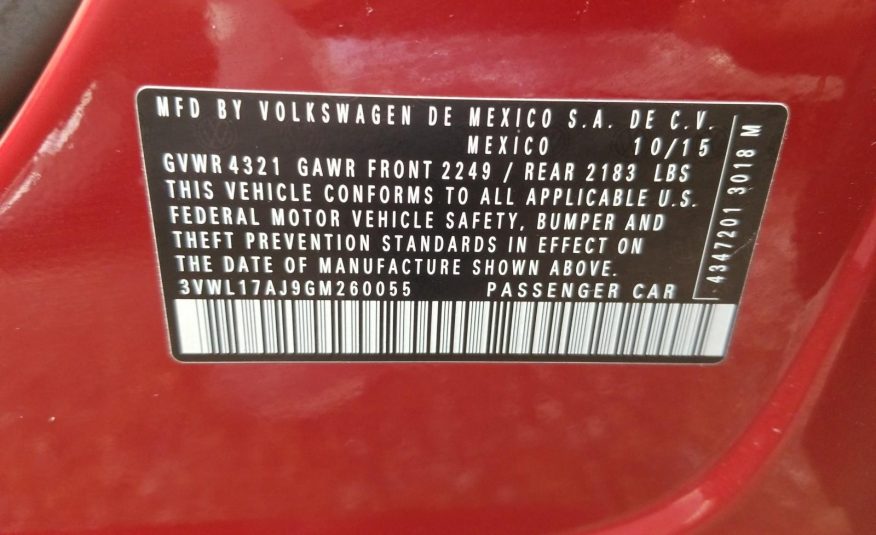 MFD BY VOLKSWAGEN DE MEXICO S.A. DE C.V.
MEXICO 10/15
GVWR 4321 GAWR FRONT 2249 / REAR 2183 LBS
THIS VEHICLE CONFORMS TO ALL APPLICABLE U.S.
FEDERAL MOTOR VEHICLE SAFETY, BUMPER AND
THEFT PREVENTION STANDARDS IN EFFECT ON
THE DATE OF MANUFACTURE SHOWN ABOVE.
3VWL17AJ9GM260055 PASSENGER CAR
4347201 3018 M